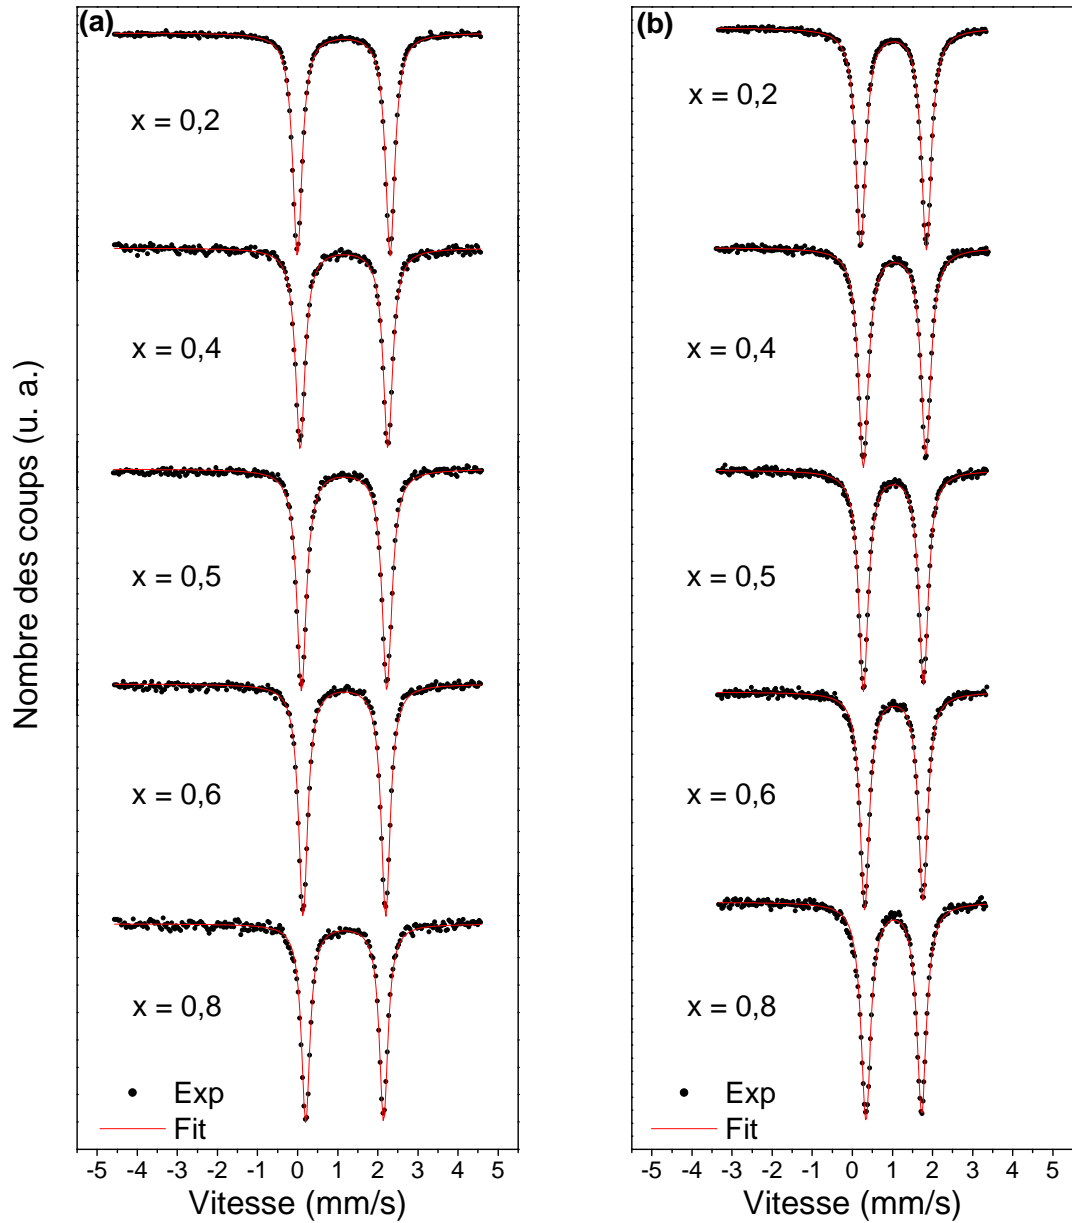 Nombre des coups (u. a.)
(a)
x = 0,2
x = 0,4
x = 0,5
x = 0,6
x = 0,8
Exp
Fit
-5 -4 -3 -2 -1 0 1 2 3 4 5
Vitesse (mm/s)
(b)
x = 0,2
x = 0,4
x = 0,5
x = 0,6
x = 0,8
Exp
Fit
-5 -4 -3 -2 -1 0 1 2 3 4 5
Vitesse (mm/s)